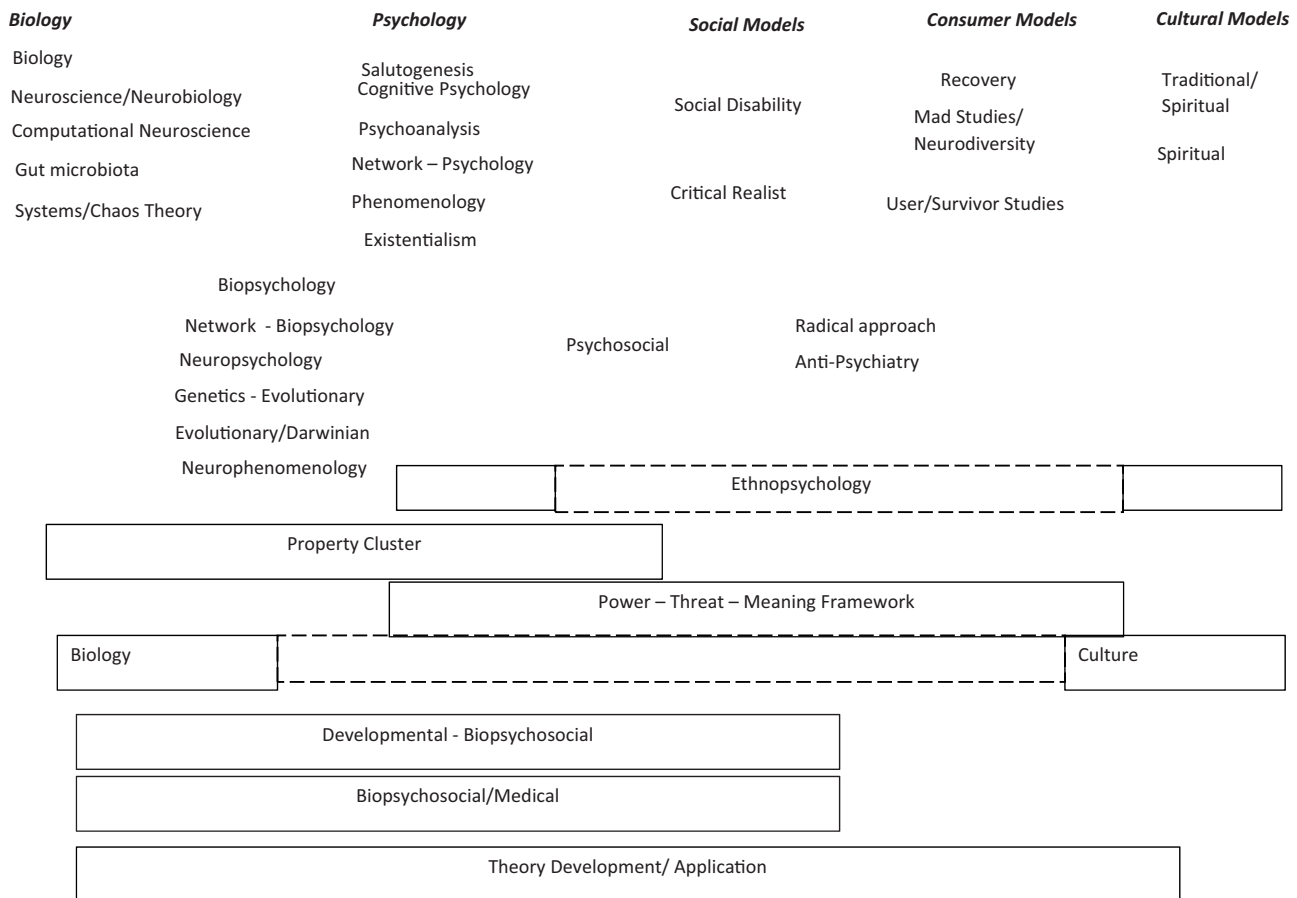 Biology
Psychology
Social Models
Consumer Models
Cultural Models
Biology
Neuroscience/Neurobiology
Computational Neuroscience
Gut microbiota
Systems/Chaos Theory
Salutogenesis
Cognitive Psychology
Psychoanalysis
Network – Psychology
Phenomenology
Existentialism
Social Disability
Critical Realist
Recovery
Mad Studies/
Neurodiversity
User/Survivor Studies
Traditional/
Spiritual
Spiritual
Biopsychology
Network - Biopsychology
Neuropsychology
Genetics - Evolutionary
Evolutionary/Darwinian
Neurophenomenology
Psychosocial
Radical approach
Anti-Psychiatry
Ethnopsychology
Property Cluster
Power – Threat – Meaning Framework
Biology
Culture
Developmental - Biopsychosocial
Biopsychosocial/Medical
Theory Development/ Application